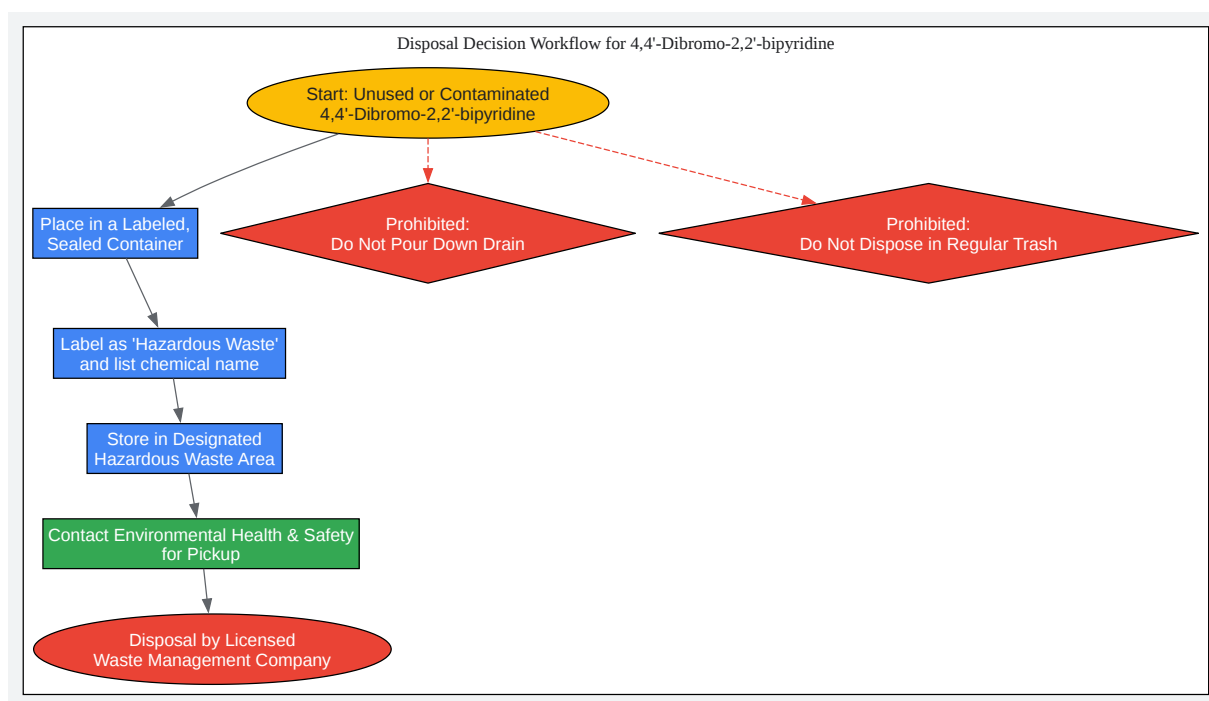 Disposal Decision Workflow for 4,4'-Dibromo-2,2'-bipyridine
Start: Unused or Contaminated
4,4'-Dibromo-2,2'-bipyridine
Place in a Labeled,
Sealed Container
Prohibited:
Do Not Pour Down Drain
Prohibited:
Do Not Dispose in Regular Trash
Label as 'Hazardous Waste'
and list chemical name
Store in Designated
Hazardous Waste Area
Contact Environmental Health & Safety
for Pickup
Disposal by Licensed
Waste Management Company